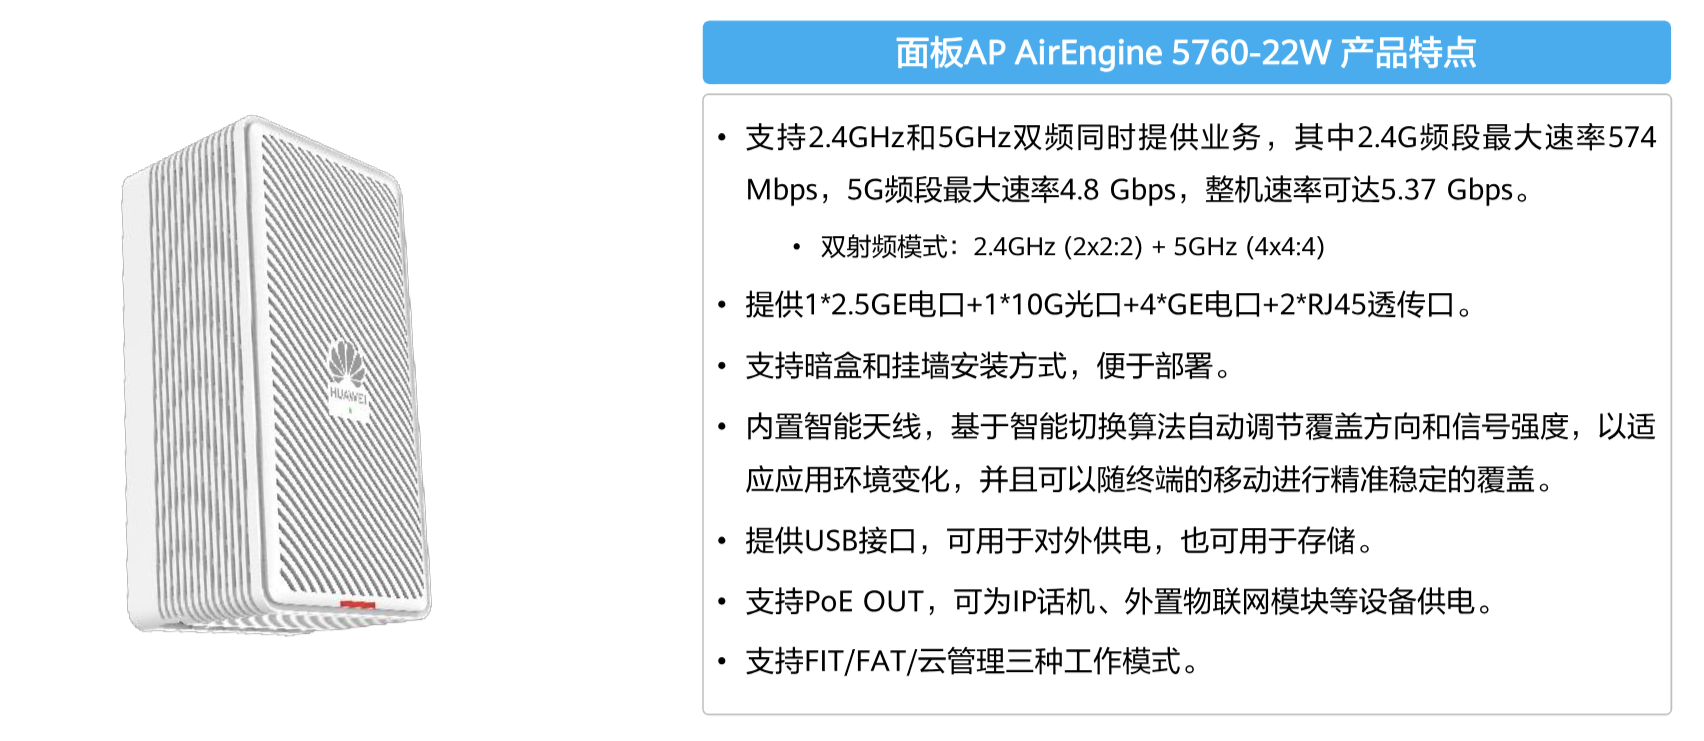 面板AP AirEngine 5760-22W 产品特点
• 支持2.4GHz和5GHz双频同时提供业务，其中2.4G频段最大速率574
Mbps，5G频段最大速率4.8 Gbps，整机速率可达5.37 Gbps。
• 双射频模式：2.4GHz (2x2:2) + 5GHz (4x4:4)
• 提供1*2.5GE电口+1*10G光口+4*GE电口+2*RJ45透传口。
• 支持暗盒和挂墙安装方式，便于部署。
• 内置智能天线，基于智能切换算法自动调节覆盖方向和信号强度，以适
应应用环境变化，并且可以随终端的移动进行精准稳定的覆盖。
• 提供USB接口，可用于对外供电，也可用于存储。
• 支持PoE OUT，可为IP话机、外置物联网模块等设备供电。
• 支持FIT/FAT/云管理三种工作模式。
HUAWEI